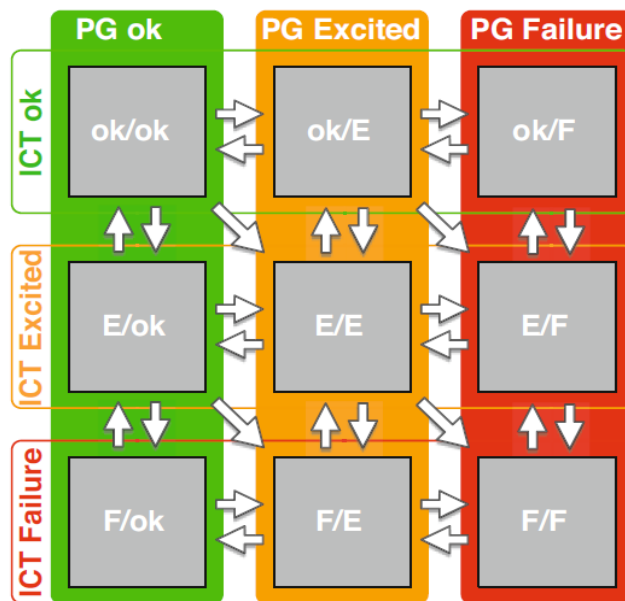 PG ok
PG Excited
PG Failure
ICT ok
ok/ok
ok/E
ok/F
ICT Excited
E/ok
E/E
E/F
ICT Failure
F/ok
F/E
F/F